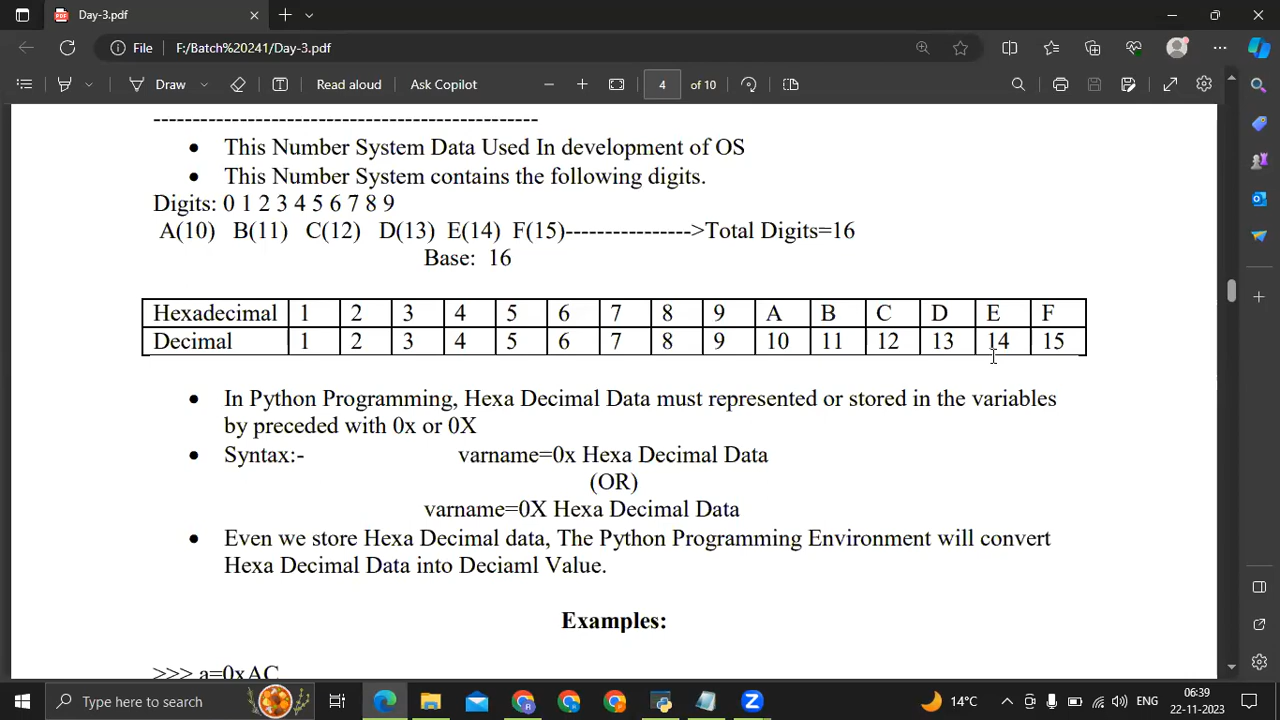 Day-3.pdf
File F:/Batch%20241/Day-3.pdf
Draw Read aloud Ask Copilot 4 of 10
-------------------------------------------------
• This Number System Data Used In development of OS
• This Number System contains the following digits.
Digits: 0 1 2 3 4 5 6 7 8 9
A(10) B(11) C(12) D(13) E(14) F(15)---------------->Total Digits=16
Base: 16
Hexadecimal 1 2 3 4 5 6 7 8 9 A B C D E F
Decimal 1 2 3 4 5 6 7 8 9 10 11 12 13 14 15
• In Python Programming, Hexa Decimal Data must represented or stored in the variables
by preceded with 0x or 0X
• Syntax:- varname=0x Hexa Decimal Data
(OR)
varname=0X Hexa Decimal Data
• Even we store Hexa Decimal data, The Python Programming Environment will convert
Hexa Decimal Data into Deciaml Value.
Examples:
>>> a=0xAC
Type here to search 14°C ENG 06:39
22-11-2023